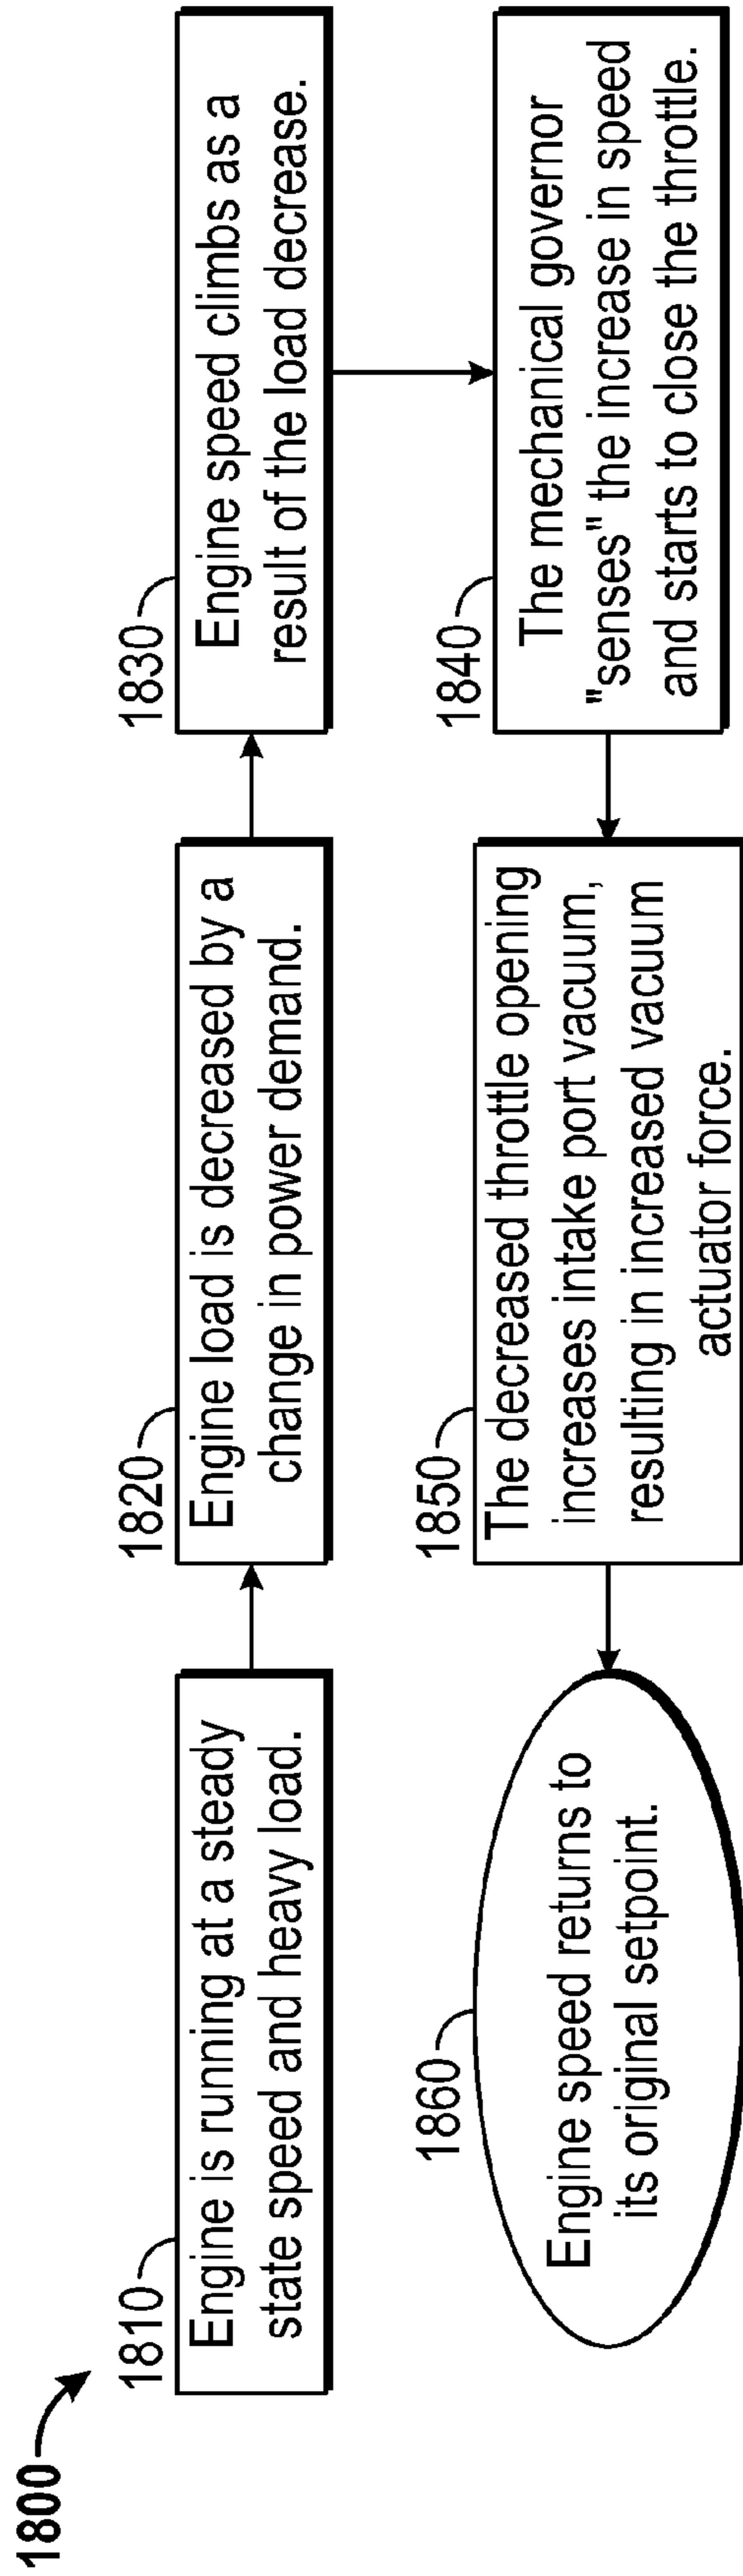 1800
1810
Engine is running at a steady
state speed and heavy load.
1820
Engine load is decreased by a
change in power demand.
1830
Engine speed climbs as a
result of the load decrease.
1840
The mechanical governor
"senses" the increase in speed
and starts to close the throttle.
1850
The decreased throttle opening
increases intake port vacuum,
resulting in increased vacuum
actuator force.
1860
Engine speed returns to
its original setpoint.